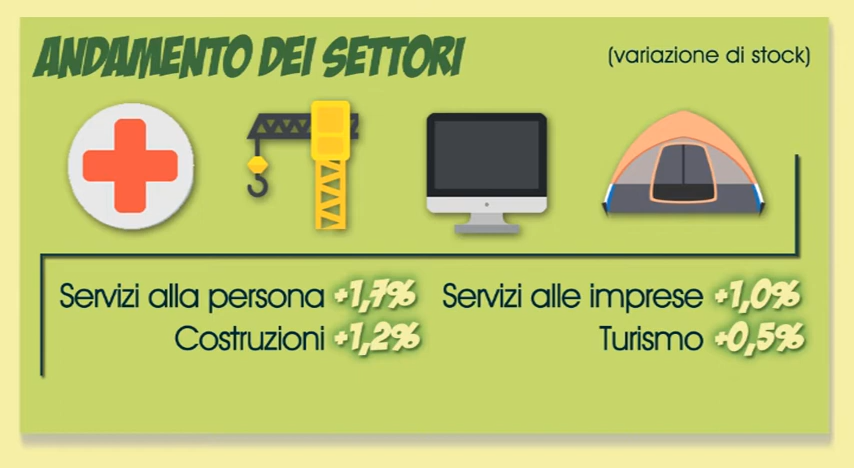 ANDAMENTO DEI SETTORI
(variazione di stock)
Servizi alla persona +1,7%
Costruzioni +1,2%
Servizi alle imprese +1,0%
Turismo +0,5%